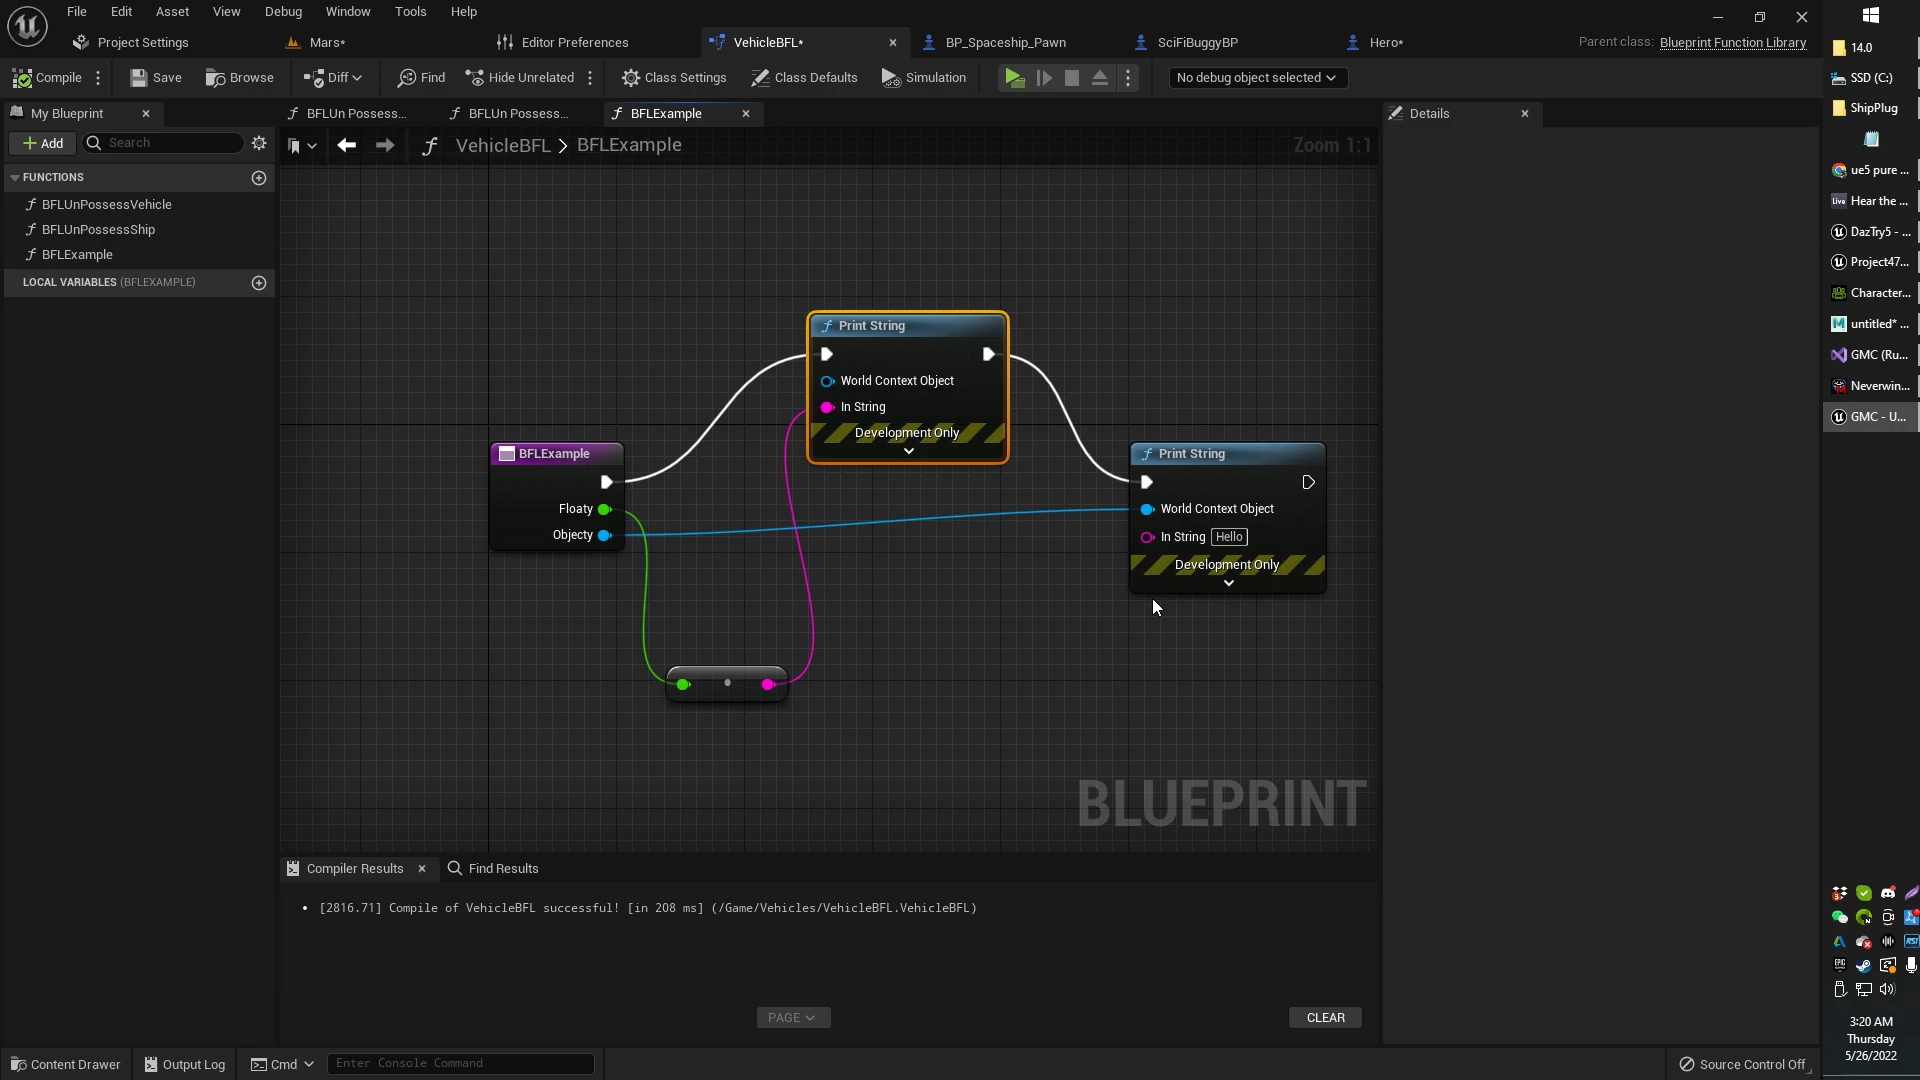 File Edit Asset View Debug Window Tools Help
Project Settings Mars* Editor Preferences VehicleBFL* BP_Spaceship_Pawn SciFiBuggyBP Hero* Parent class: Blueprint Function Library
Compile Save Browse Diff Find Hide Unrelated Class Settings Class Defaults Simulation No debug object selected
My Blueprint BFLUn Possess... BFLUn Possess... BFLExample Details
Add Search VehicleBFL > BFLExample Zoom 1:1
FUNCTIONS
BFLUnPossessVehicle
BFLUnPossessShip
BFLExample
LOCAL VARIABLES (BFLEXAMPLE)
Print String
World Context Object
In String
Development Only
BFLExample
Floaty
Objecty
Print String
World Context Object
In String Hello
Development Only
BLUEPRINT
Compiler Results Find Results
[2816.71] Compile of VehicleBFL successful! [in 208 ms] (/Game/Vehicles/VehicleBFL.VehicleBFL)
PAGE CLEAR
Content Drawer Output Log Cmd Enter Console Command Source Control Off
14.0
SSD (C:)
ShipPlug
ue5 pure ...
Live Hear the ...
DazTry5 - ...
Project47...
Character...
M untitled* ...
GMC (Ru...
Neverwin...
GMC - U...
3:20 AM
Thursday
5/26/2022